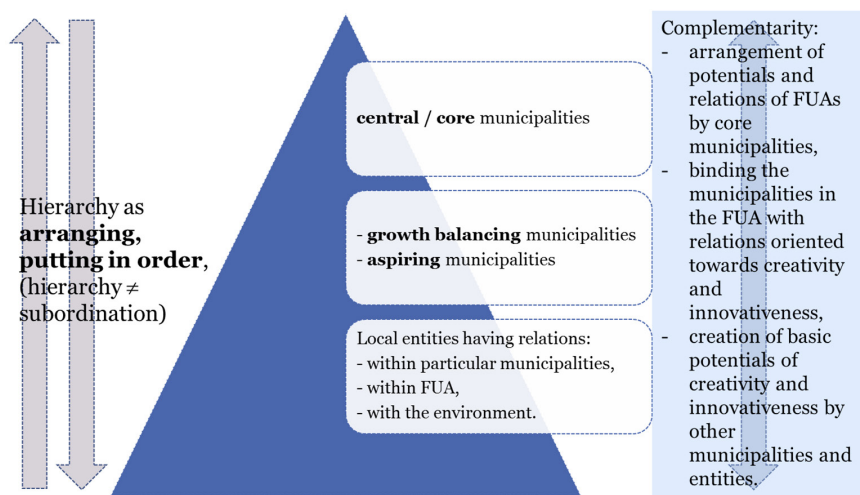 Hierarchy as
arranging,
putting in order,
(hierarchy ≠
subordination)
central / core municipalities
- growth balancing municipalities
- aspiring municipalities
Local entities having relations:
- within particular municipalities,
- within FUA,
- with the environment.
Complementarity:
- arrangement of
potentials and
relations of FUAs
by core
municipalities,
- binding the
municipalities in
the FUA with
relations oriented
towards creativity
and
innovativeness,
- creation of basic
potentials of
creativity and
innovativeness by
other
municipalities and
entities.